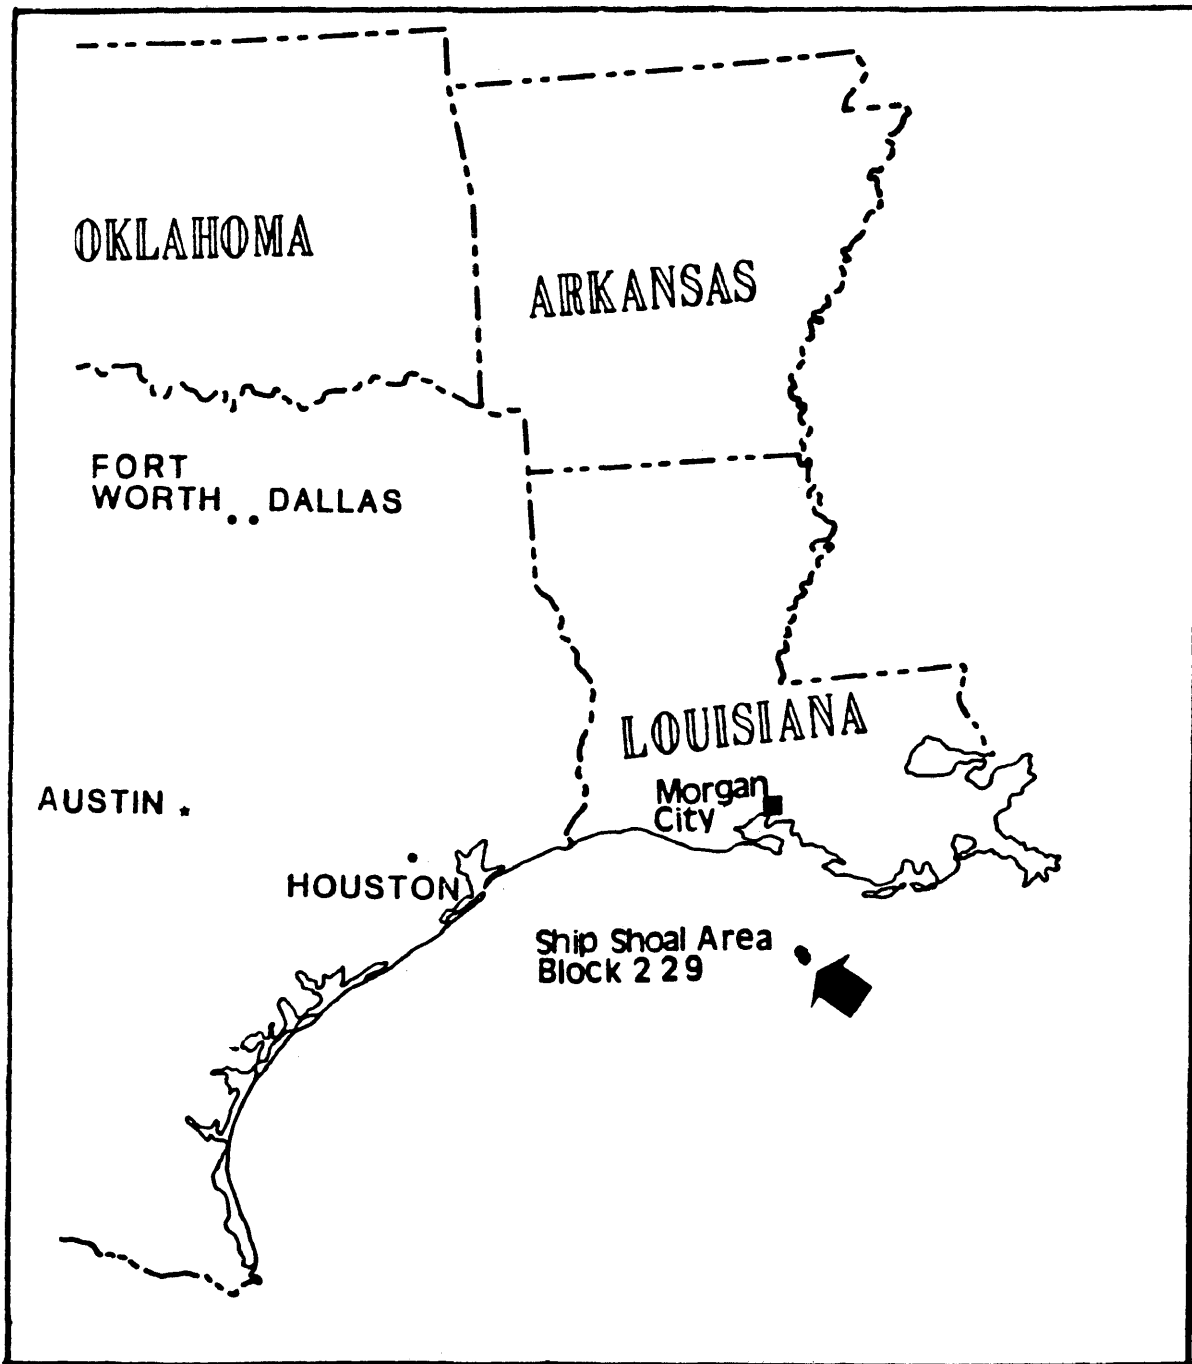 OKLAHOMA
ARKANSAS
FORT
WORTH DALLAS
LOUISIANA
AUSTIN
Morgan
City
HOUSTON
Ship Shoal Area
Block 229